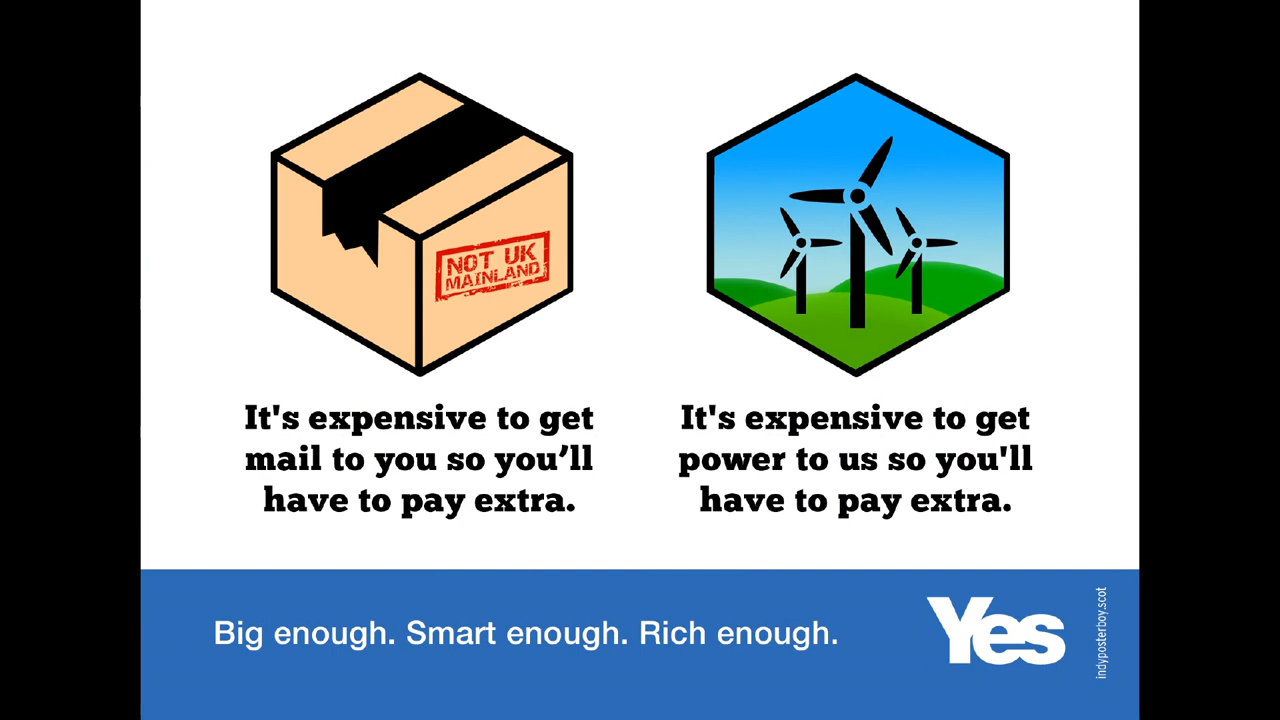 NOT UK
MAINLAND
It's expensive to get
mail to you so you’ll
have to pay extra.
It's expensive to get
power to us so you'll
have to pay extra.
Big enough. Smart enough. Rich enough.
Yes
indyposterboy.scot